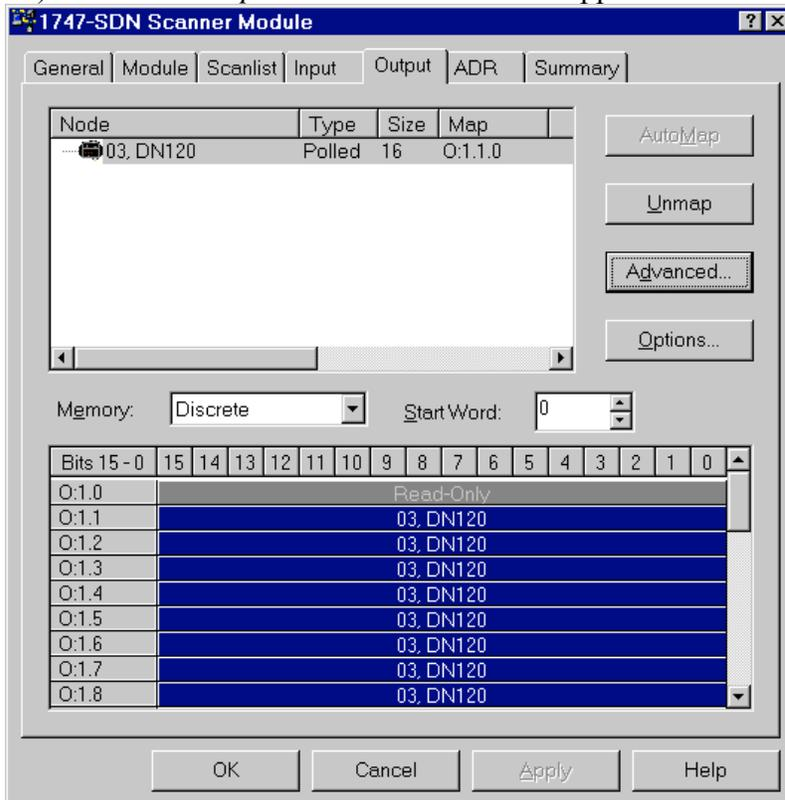 1747-SDN Scanner Module
General Module Scanlist Input Output ADR Summary
Node Type Size Map
03, DN120 Polled 16 O:1.1.0
AutoMap
Unmap
Advanced...
Options...
Memory: Discrete Start Word: 0
Bits 15 - 0 15 14 13 12 11 10 9 8 7 6 5 4 3 2 1 0
O:1.0 Read-Only
O:1.1 03, DN120
O:1.2 03, DN120
O:1.3 03, DN120
O:1.4 03, DN120
O:1.5 03, DN120
O:1.6 03, DN120
O:1.7 03, DN120
O:1.8 03, DN120
OK Cancel Apply Help